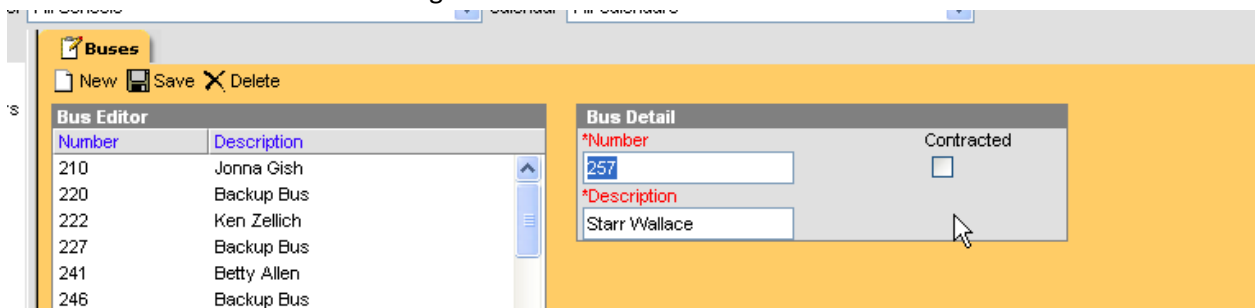 Calendar
Buses
New Save Delete
Bus Editor
Number Description
210 Jonna Gish
220 Backup Bus
222 Ken Zellich
227 Backup Bus
241 Betty Allen
246 Backup Bus
Bus Detail
*Number Contracted
257
*Description
Starr Wallace